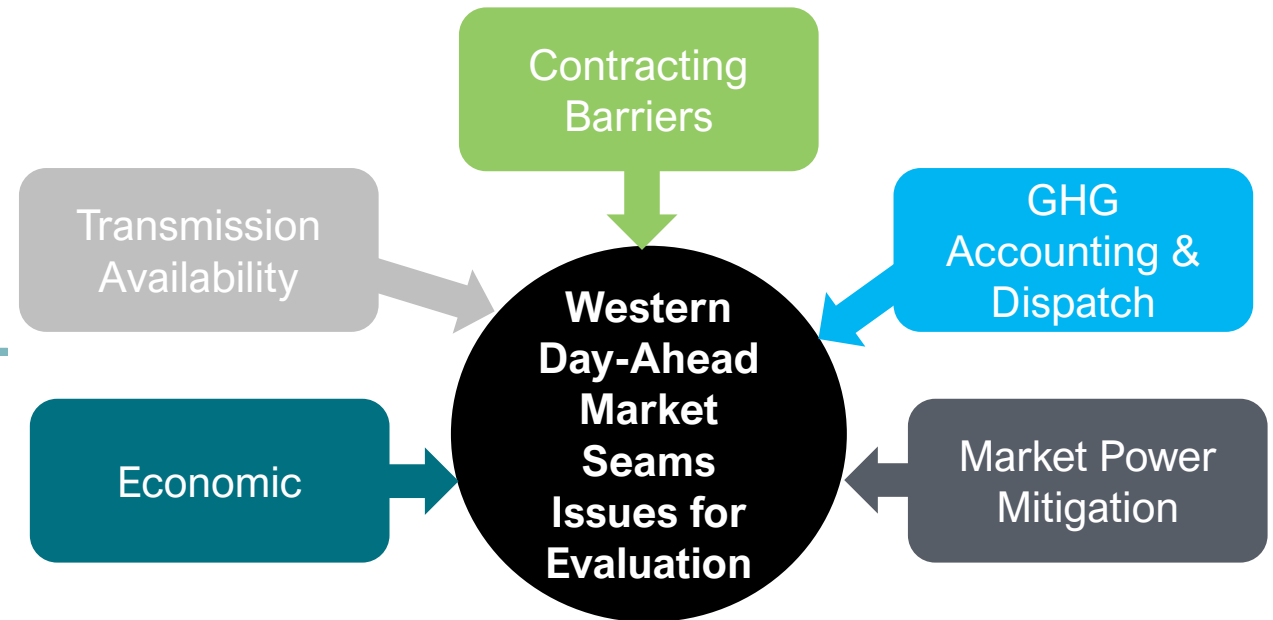 Contracting
Barriers
Transmission
Availability
GHG
Accounting &
Dispatch
Western
Day-Ahead
Market
Seams
Issues for
Evaluation
Economic
Market Power
Mitigation